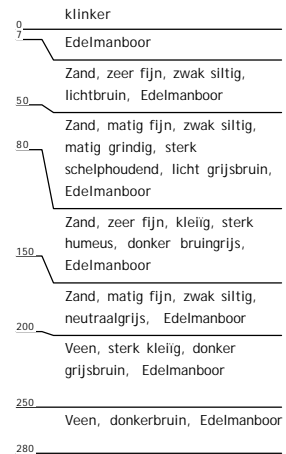 klinker
0
7
Edelmanboor
Zand, zeer fijn, zwak siltig,
lichtbruin, Edelmanboor
50
Zand, matig fijn, zwak siltig,
matig grindig, sterk
schelphoudend, licht grijsbruin,
Edelmanboor
80
Zand, zeer fijn, kleiïg, sterk
humeus, donker bruingrijs,
Edelmanboor
150
Zand, matig fijn, zwak siltig,
neutraalgrijs, Edelmanboor
200
Veen, sterk kleiïg, donker
grijsbruin, Edelmanboor
250
Veen, donkerbruin, Edelmanboor
280